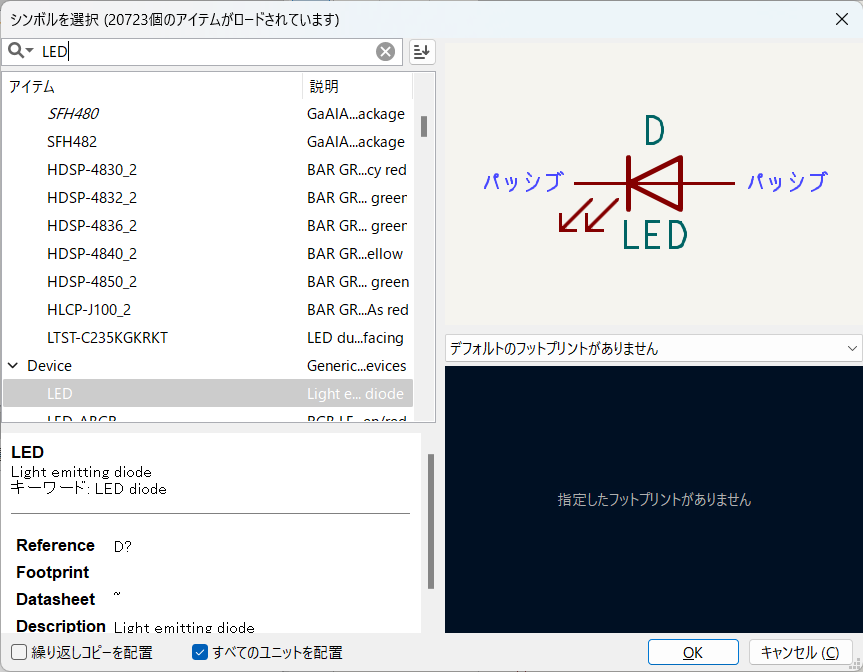 シンボルを選択 (20723個のアイテムがロードされています)
LED
アイテム 説明
SFH480 GaAlA...ackage
SFH482 GaAlA...ackage
HDSP-4830_2 BAR GR...cy red
HDSP-4832_2 BAR GR... green
HDSP-4836_2 BAR GR... green
HDSP-4840_2 BAR GR...ellow
HDSP-4850_2 BAR GR... green
HLCP-J100_2 BAR GR...As red
LTST-C235KGKRKT LED du...facing
Device Generic...evices
LED Light e... diode
LED_ABGR RGB LE...en/red
D
パッシブ パッシブ
LED
デフォルトのフットプリントがありません
指定したフットプリントがありません
LED
Light emitting diode
キーワード: LED diode
Reference D?
Footprint
Datasheet ~
Description Light emitting diode
繰り返しコピーを配置 すべてのユニットを配置 OK キャンセル (C)